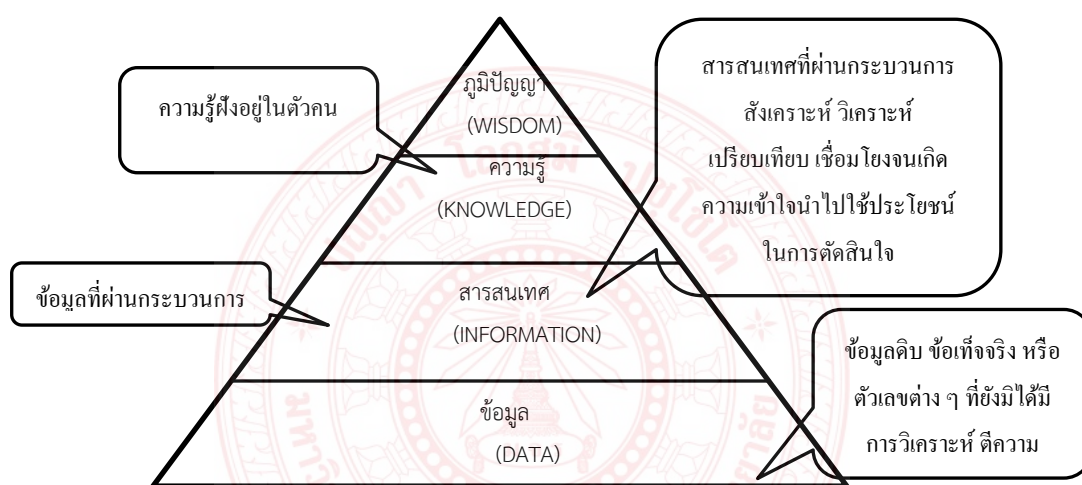 ภูมิปัญญา
(WISDOM)
ความรู้ฝังอยู่ในตัวคน
สารสนเทศที่ผ่านกระบวนการ
สังเคราะห์ วิเคราะห์
เปรียบเทียบ เชื่อมโยงจนเกิด
ความเข้าใจนำไปใช้ประโยชน์
ในการตัดสินใจ
ความรู้
(KNOWLEDGE)
ข้อมูลที่ผ่านกระบวนการ
สารสนเทศ
(INFORMATION)
ข้อมูล
(DATA)
ข้อมูลดิบ ข้อเท็จจริง หรือ
ตัวเลขต่าง ๆ ที่ยังมิได้มี
การวิเคราะห์ ตีความ